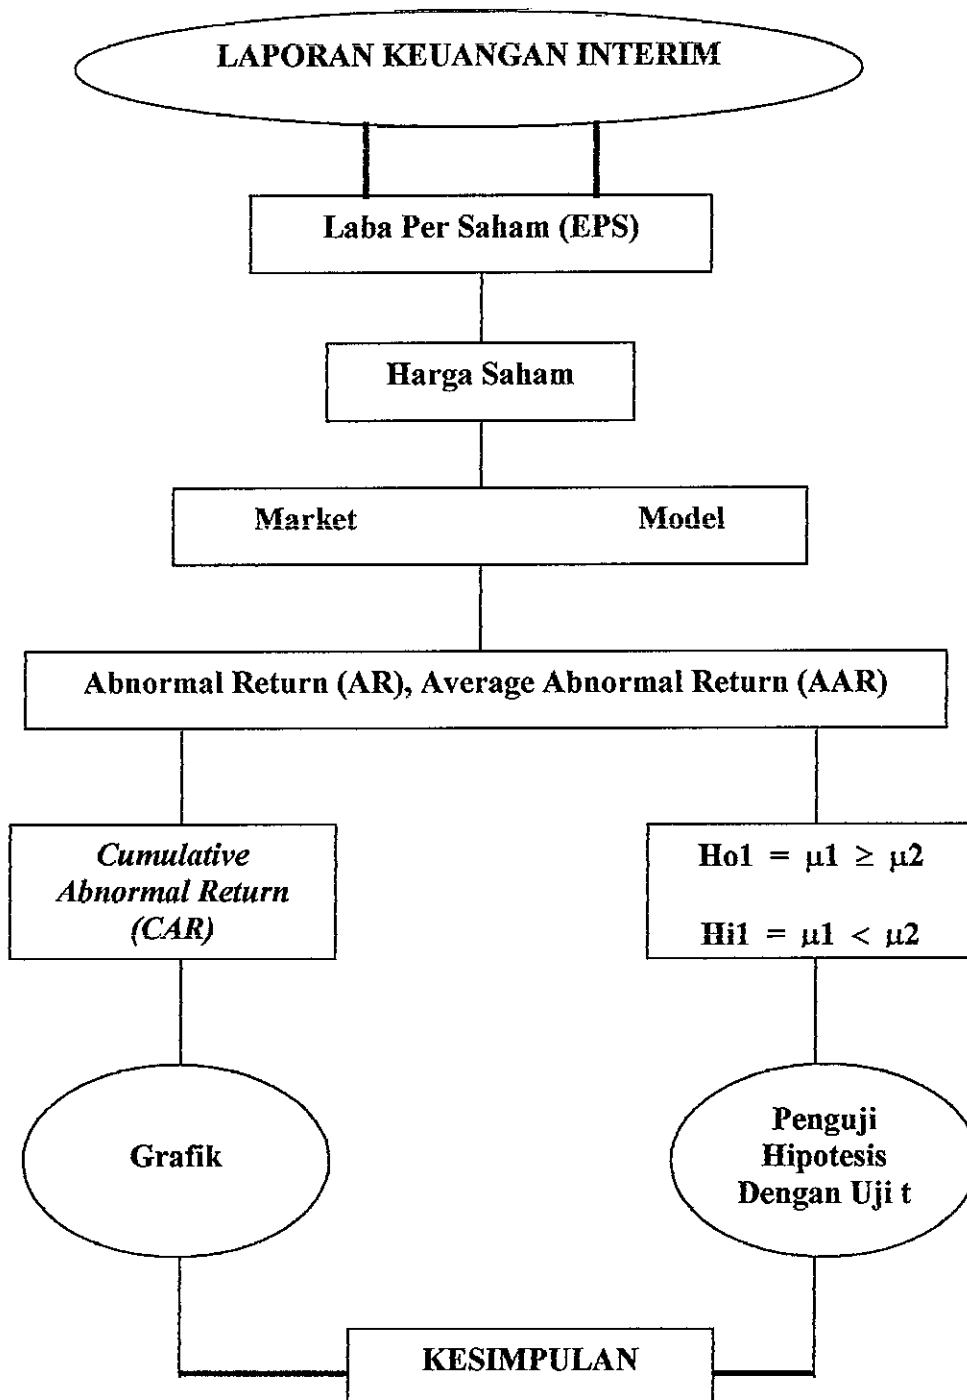 LAPORAN KEUANGAN INTERIM
Laba Per Saham (EPS)
Harga Saham
Market Model
Abnormal Return (AR), Average Abnormal Return (AAR)
Cumulative
Abnormal Return
(CAR)
Ho1 = μ1 ≥ μ2
Hi1 = μ1 < μ2
Grafik
Penguji
Hipotesis
Dengan Uji t
KESIMPULAN